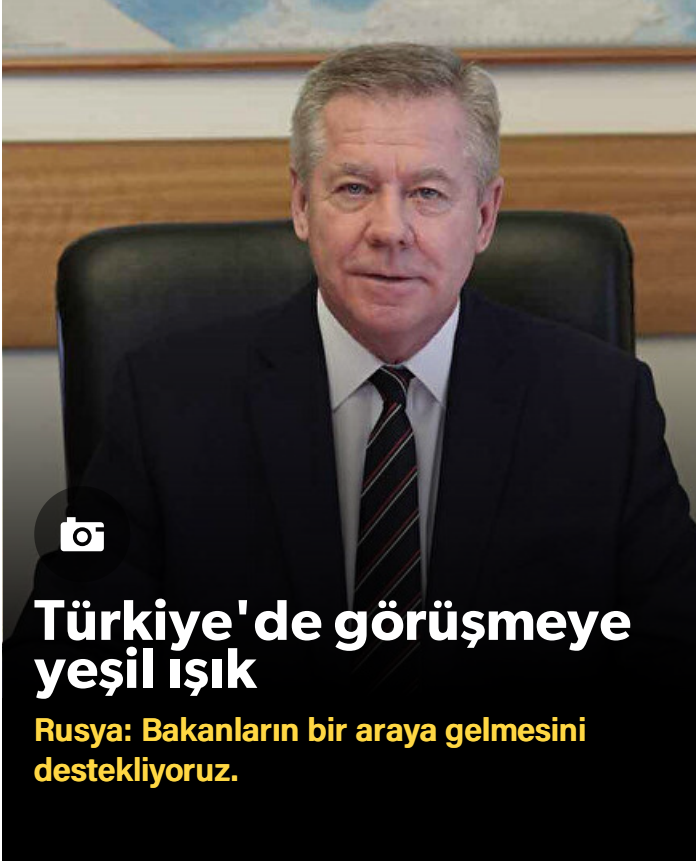 Türkiye'de görüşmeye
yeşil ışık
Rusya: Bakanların bir araya gelmesini
destekliyoruz.